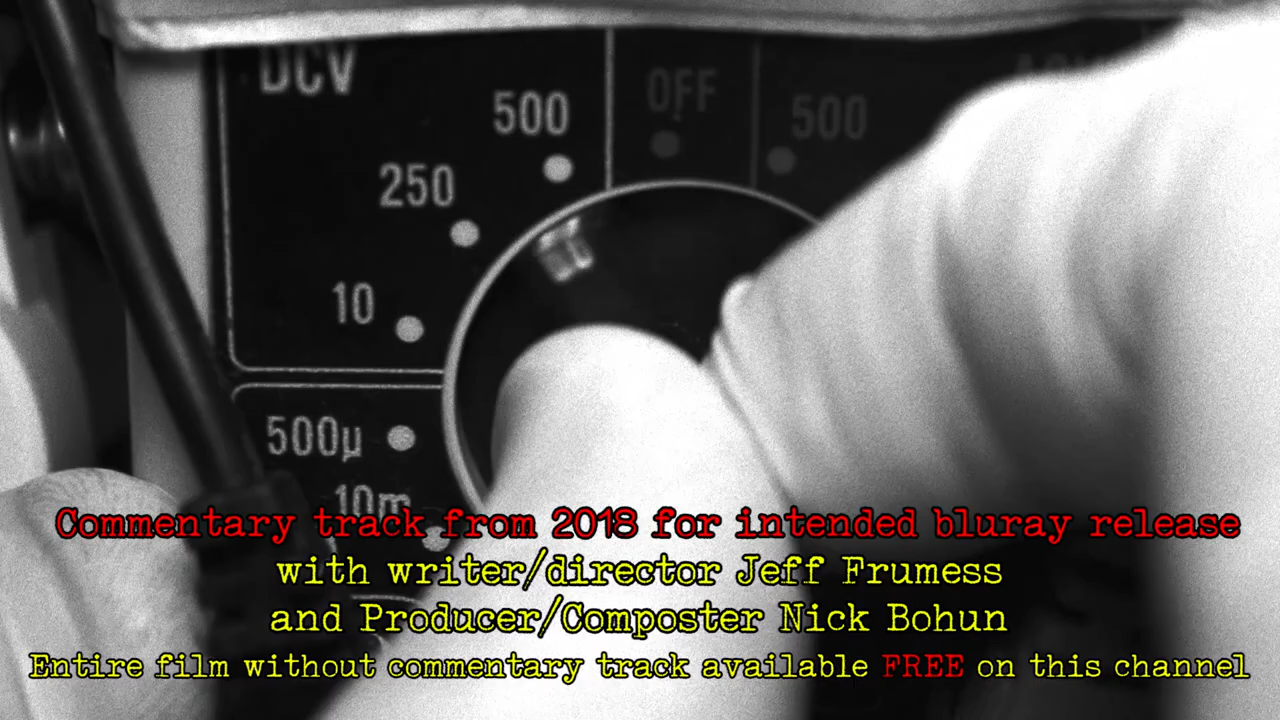 DCV
500
OFF
500
250
10
500µ
10m
Commentary track from 2018 for intended bluray release
with writer/director Jeff Frumess
and Producer/Composter Nick Bohun
Entire film without commentary track available FREE on this channel